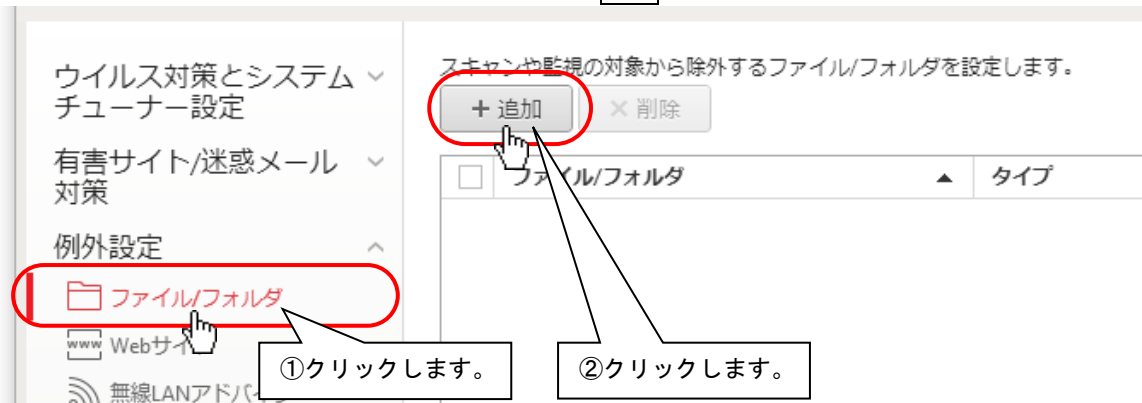 ウイルス対策とシステム
チューナー設定
有害サイト/迷惑メール
対策
例外設定
ファイル/フォルダ
www Webサイ
無線LANアドバイ
スキャンや監視の対象から除外するファイル/フォルダを設定します。
+ 追加
× 削除
ファイル/フォルダ ▲ タイプ
①クリックします。
②クリックします。